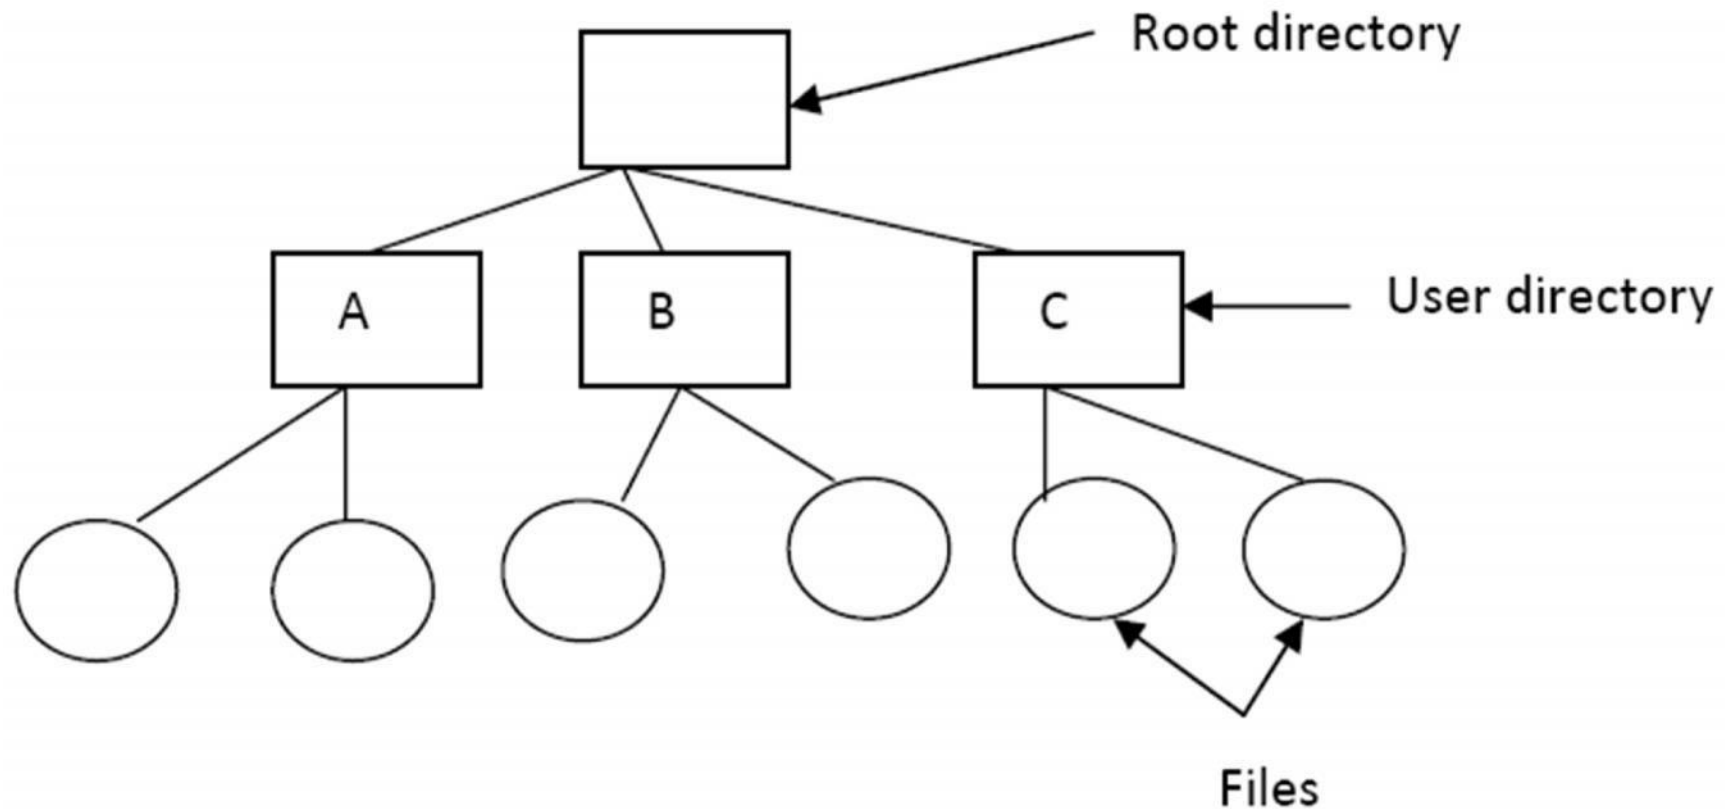 Root directory
A
B
C
User directory
Files